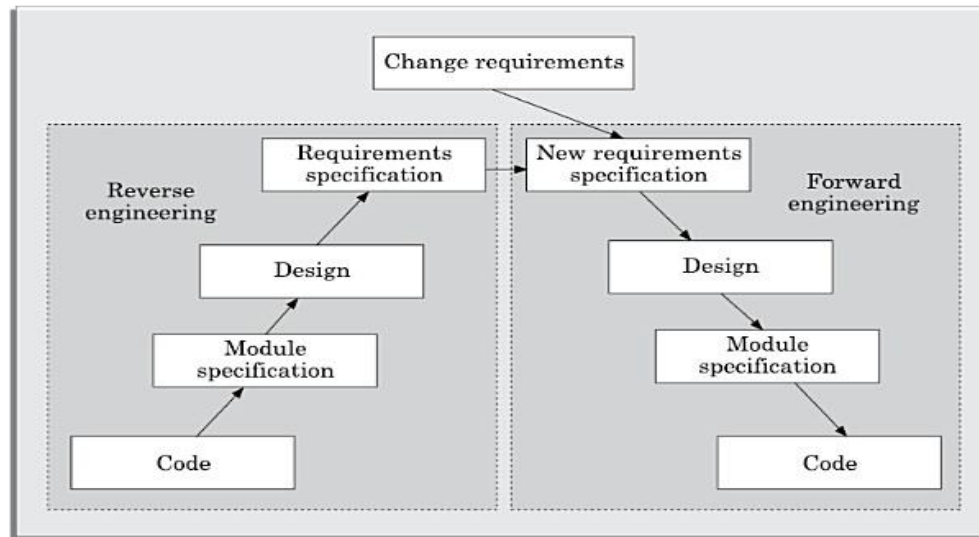 Change requirements
Requirements
specification
New requirements
specification
Reverse
engineering
Forward
engineering
Design
Design
Module
specification
Module
specification
Code
Code